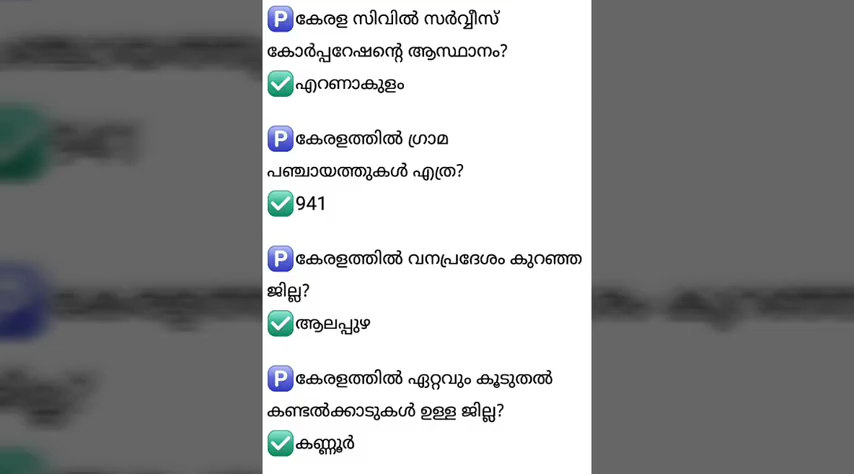 🅿️കേരള സിവിൽ സർവ്വീസ്
കോർപ്പറേഷന്റെ ആസ്ഥാനം?
✅എറണാകുളം
🅿️കേരളത്തിൽ ഗ്രാമ
പഞ്ചായത്തുകൾ എത്ര?
✅941
🅿️കേരളത്തിൽ വനപ്രദേശം കുറഞ്ഞ
ജില്ല?
✅ആലപ്പുഴ
🅿️കേരളത്തിൽ ഏറ്റവും കൂടുതൽ
കണ്ടൽക്കാടുകൾ ഉള്ള ജില്ല?
✅കണ്ണൂർ